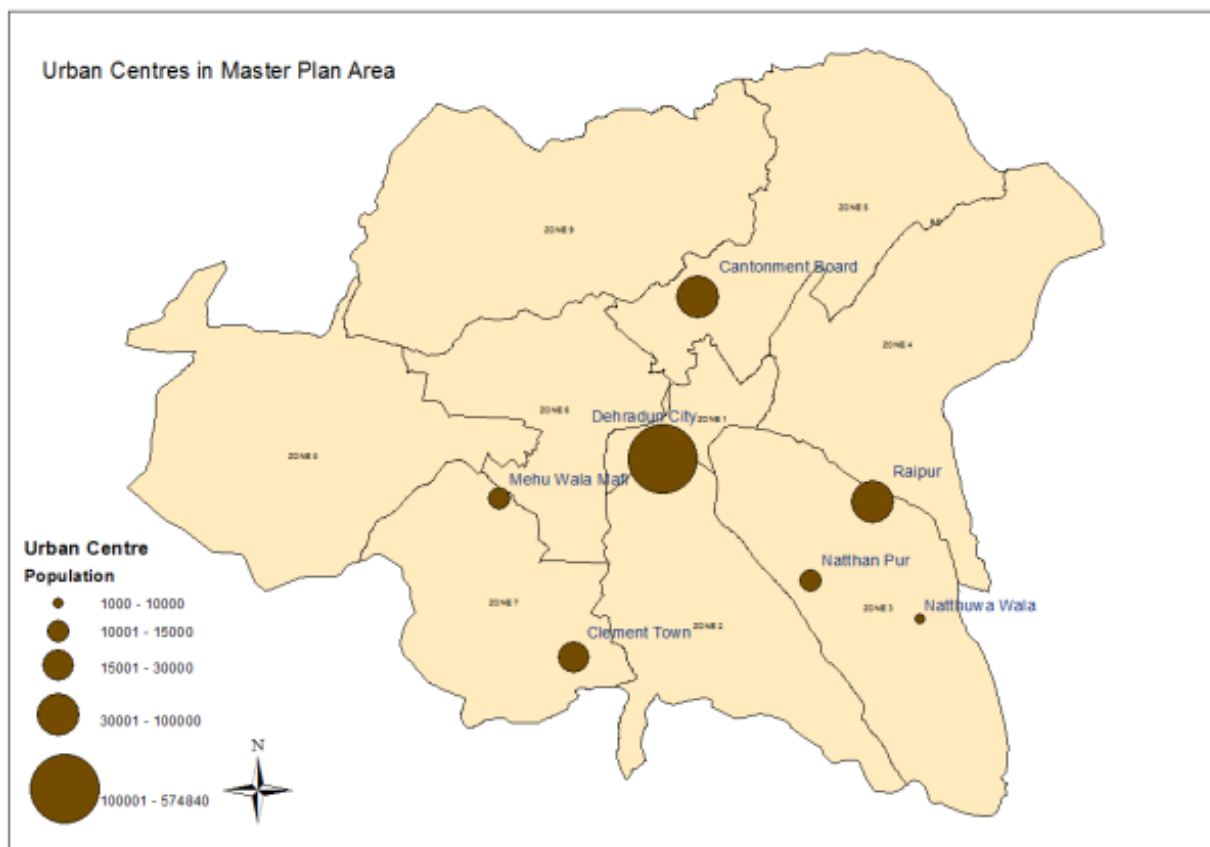 Urban Centres in Master Plan Area
ZONE 5
ZONE 9
Cantonment Board
ZONE 4
ZONE 6
Dehradun City
ZONE 1
Mehu Wala Mafi
Raipur
Natthan Pur
ZONE 7
ZONE 3
Natthuwa Wala
ZONE 2
Clement Town
Urban Centre
Population
1000 - 10000
10001 - 15000
15001 - 30000
30001 - 100000
100001 - 574840
N